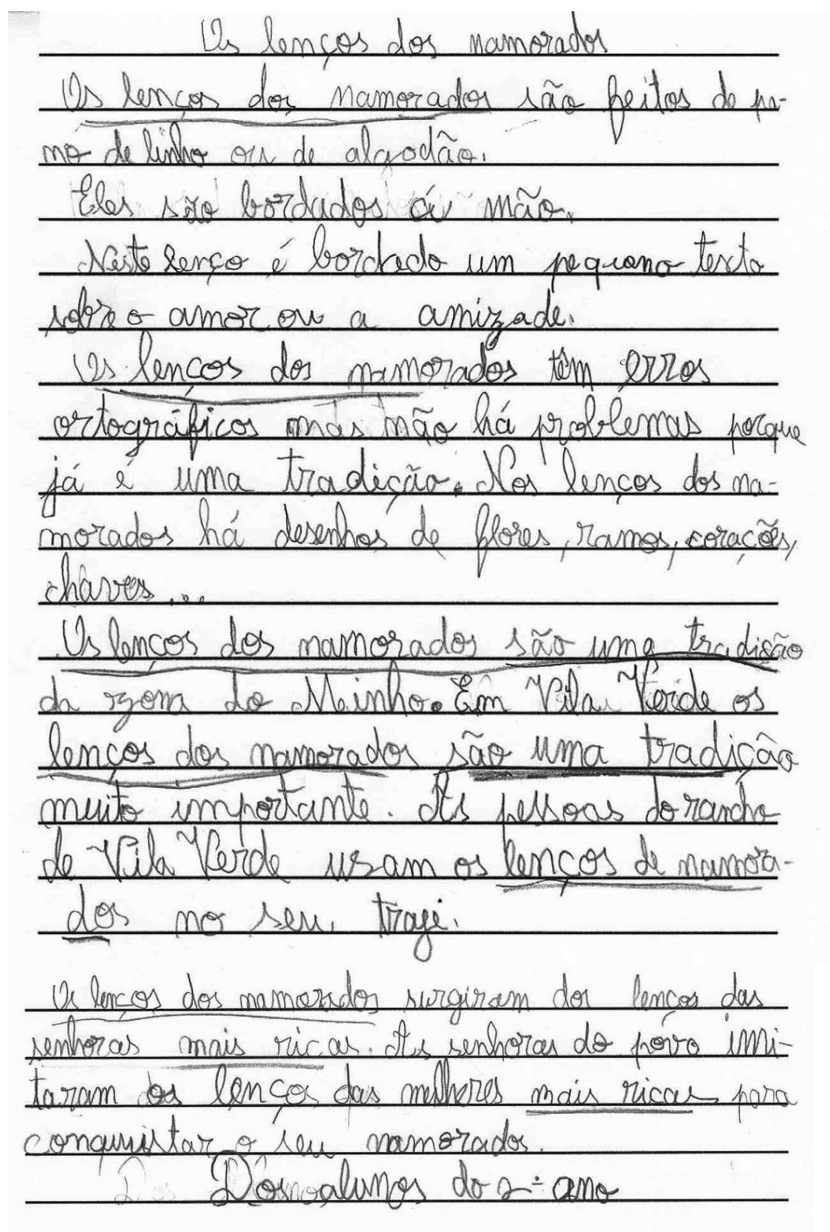 Os lenços dos namorados
Os lenços dos namorados são feitos de pa-
no de linho ou de algodão.
Eles são bordados á mão.
Neste lenço é bordado um pequeno texto
sobre o amor ou a amizade.
Os lenços dos namorados têm erros
ortográficos mas não há problemas porque
já é uma tradição. Nos lenços dos na-
morados há desenhos de flores, ramos, corações,
chaves...
Os lenços dos namorados são uma tradição
da zona do Minho. Em Vila Verde os
lenços dos namorados são uma tradição
muito importante. As pessoas do rancho
de Vila Verde usam os lenços de namora-
dos no seu traje.
Os lenços dos namorados surgiram dos lenços das
senhoras mais ricas. As senhoras do povo imi-
taram os lenços das mulheres mais ricas para
conquistar o seu namorados.
Dos alunos do 2º ano